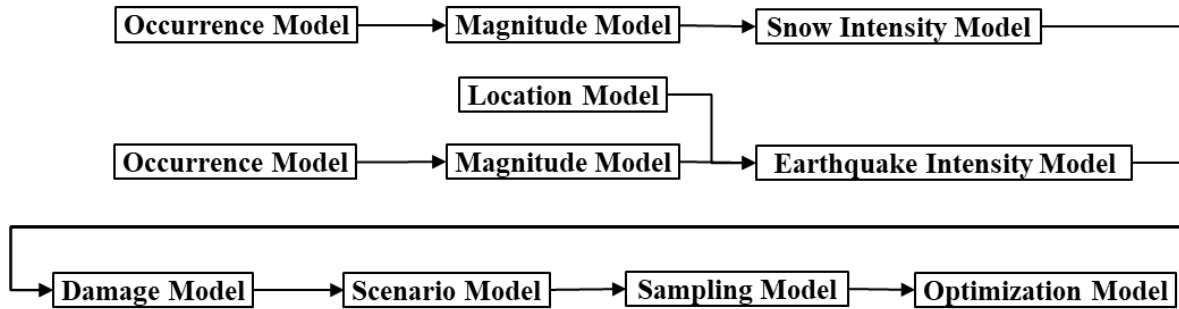 Occurrence Model Magnitude Model Snow Intensity Model
Location Model
Occurrence Model Magnitude Model Earthquake Intensity Model
Damage Model Scenario Model Sampling Model Optimization Model